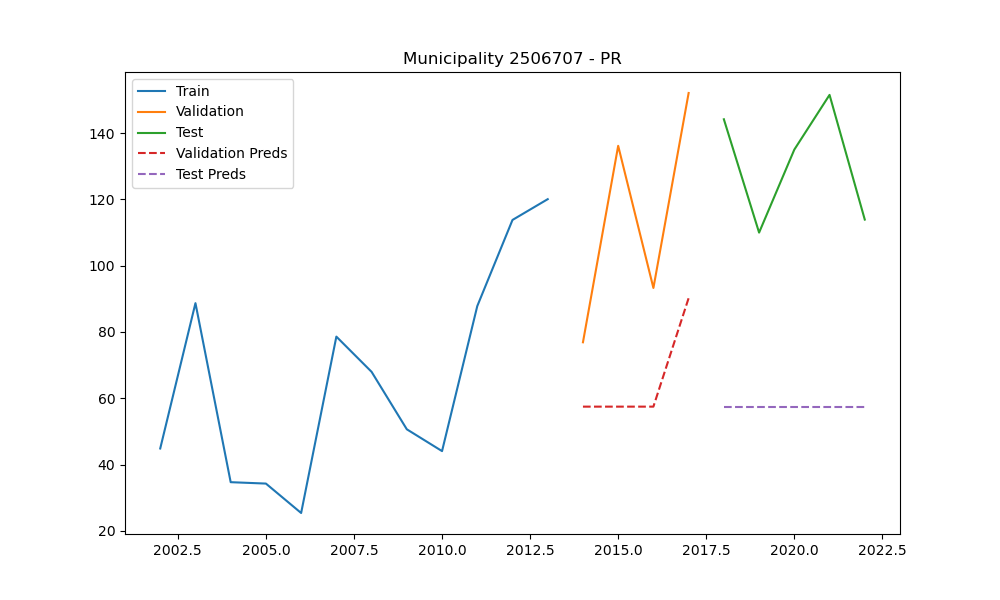 Municipality 2506707 - PR
Train
Validation
Test
Validation Preds
Test Preds
140
120
100
80
60
40
20
2002.5 2005.0 2007.5 2010.0 2012.5 2015.0 2017.5 2020.0 2022.5